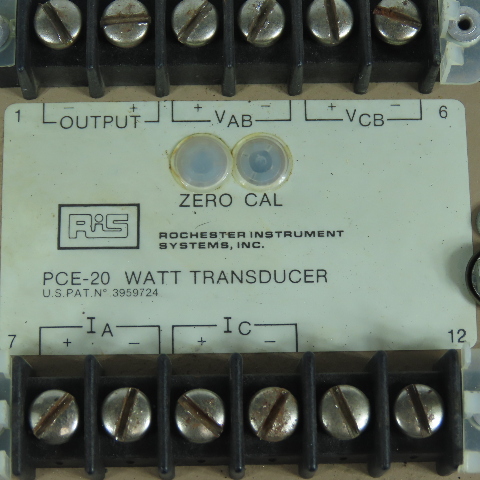 1 - OUTPUT + + VAB - + VCB - 6
ZERO CAL
RiS ROCHESTER INSTRUMENT
SYSTEMS, INC.
PCE-20 WATT TRANSDUCER
U.S.PAT.Nº 3959724
7 + IA - + IC - 12